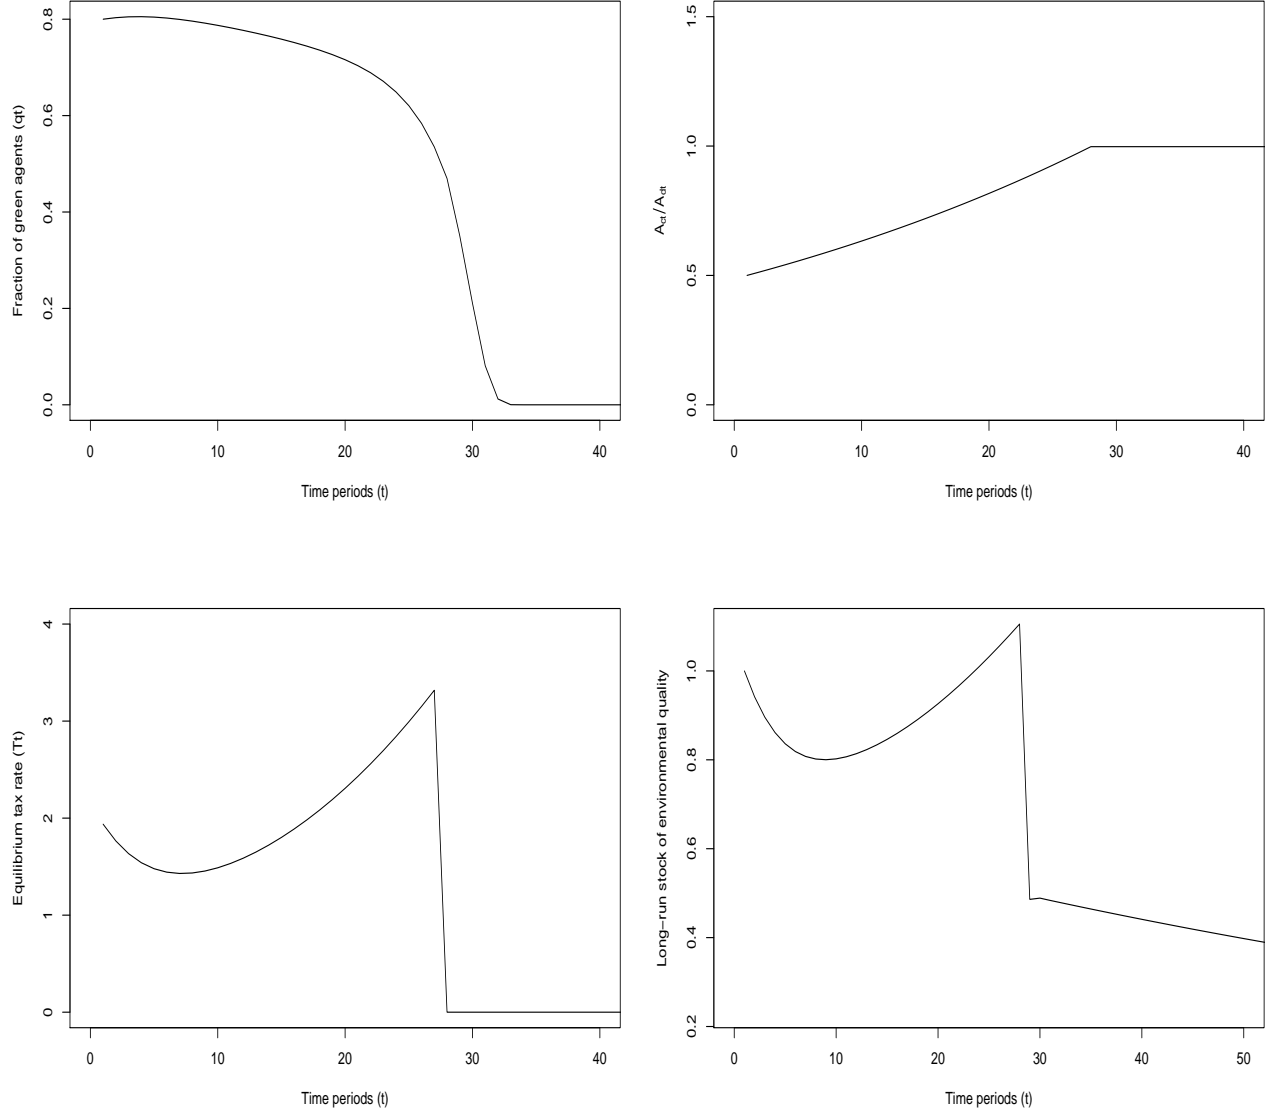 Fraction of green agents (qt)
0.0 0.2 0.4 0.6 0.8
0 10 20 30 40
Time periods (t)
Act/Adt
0.0 0.5 1.0 1.5
0 10 20 30 40
Time periods (t)
Equilibrium tax rate (Tt)
0 1 2 3 4
0 10 20 30 40
Time periods (t)
Long−run stock of environmental quality
0.2 0.4 0.6 0.8 1.0
0 10 20 30 40 50
Time periods (t)